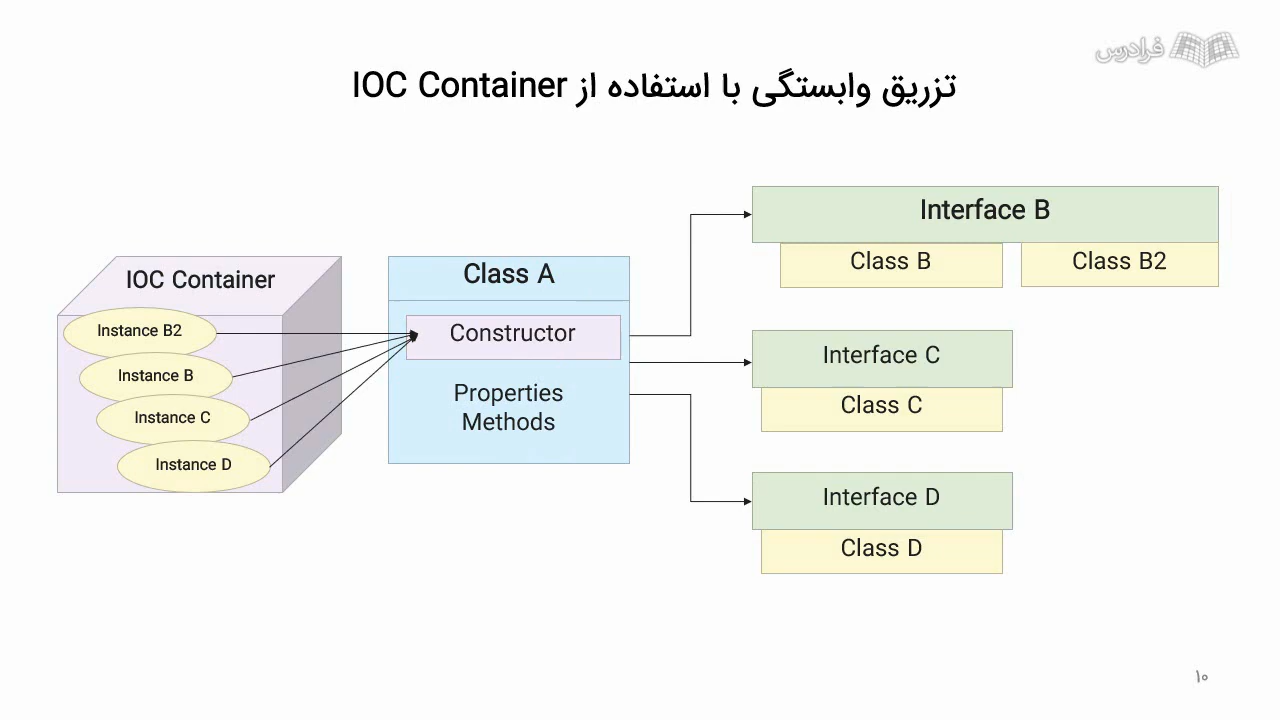 فرادرس
تزریق وابستگی با استفاده از IOC Container
IOC Container
Instance B2
Instance B
Instance C
Instance D
Class A
Constructor
Properties
Methods
Interface B
Class B
Class B2
Interface C
Class C
Interface D
Class D
۱۰